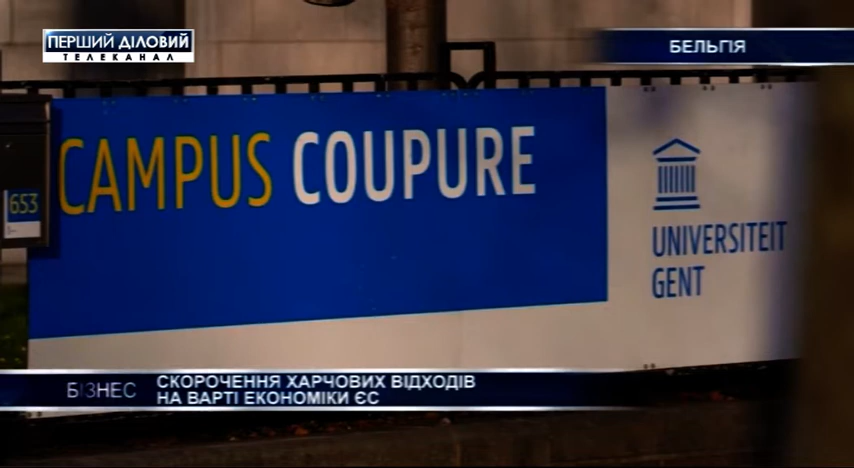 ПЕРШИЙ ДІЛОВИЙ
ТЕЛЕКАНАЛ
БЕЛЬГІЯ
CAMPUS COUPURE
653
UNIVERSITEIT
GENT
БІЗНЕС
СКОРОЧЕННЯ ХАРЧОВИХ ВІДХОДІВ
НА ВАРТІ ЕКОНОМІКИ ЄС